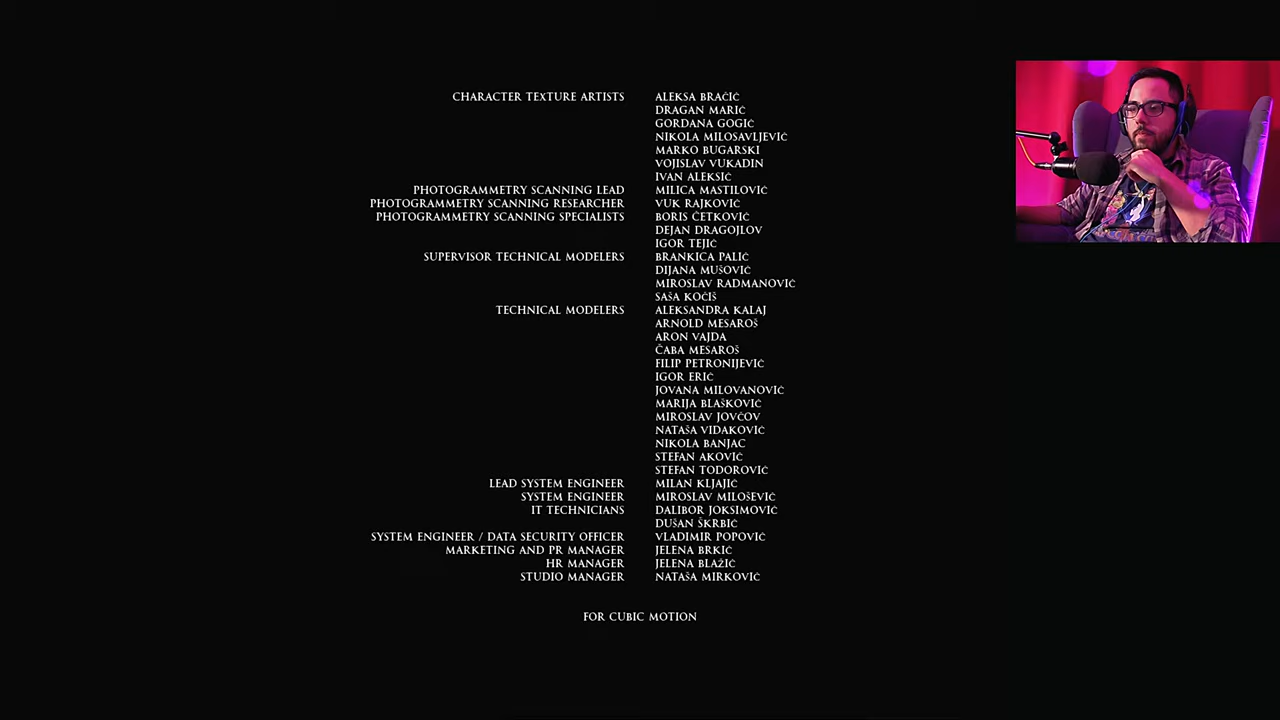 CHARACTER TEXTURE ARTISTS ALEKSA BRAČIĆ
DRAGAN MARIĆ
GORDANA GOGIĆ
NIKOLA MILOSAVLJEVIĆ
MARKO BUGARSKI
VOJISLAV VUKADIN
IVAN ALEKSIĆ
PHOTOGRAMMETRY SCANNING LEAD MILICA MASTILOVIĆ
PHOTOGRAMMETRY SCANNING RESEARCHER VUK RAJKOVIĆ
PHOTOGRAMMETRY SCANNING SPECIALISTS BORIS ČETKOVIĆ
DEJAN DRAGOJLOV
IGOR TEJIĆ
SUPERVISOR TECHNICAL MODELERS BRANKICA PALIĆ
DIJANA MUŠOVIĆ
MIROSLAV RADMANOVIĆ
SAŠA KOČIŠ
TECHNICAL MODELERS ALEKSANDRA KALAJ
ARNOLD MESAROŠ
ARON VAJDA
ČABA MESAROŠ
FILIP PETRONIJEVIĆ
IGOR ERIĆ
JOVANA MILOVANOVIĆ
MARIJA BLAŠKOVIĆ
MIROSLAV JOVČOV
NATAŠA VIDAKOVIĆ
NIKOLA BANJAC
STEFAN AKOVIĆ
STEFAN TODOROVIĆ
LEAD SYSTEM ENGINEER MILAN KLJAJIĆ
SYSTEM ENGINEER MIROSLAV MILOŠEVIĆ
IT TECHNICIANS DALIBOR JOKSIMOVIĆ
DUŠAN ŠKRBIĆ
SYSTEM ENGINEER / DATA SECURITY OFFICER VLADIMIR POPOVIĆ
MARKETING AND PR MANAGER JELENA BRKIĆ
HR MANAGER JELENA BLAŽIĆ
STUDIO MANAGER NATAŠA MIRKOVIĆ
FOR CUBIC MOTION